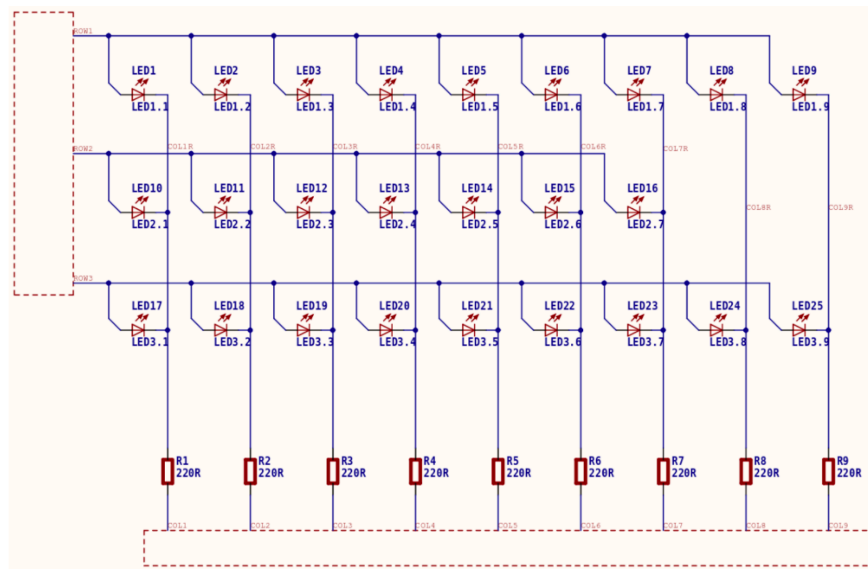 ROW1
LED1 LED2 LED3 LED4 LED5 LED6 LED7 LED8 LED9
LED1.1 LED1.2 LED1.3 LED1.4 LED1.5 LED1.6 LED1.7 LED1.8 LED1.9
ROW2 COL1R COL2R COL3R COL4R COL5R COL6R COL7R
LED10 LED11 LED12 LED13 LED14 LED15 LED16
COL8R COL9R
LED2.1 LED2.2 LED2.3 LED2.4 LED2.5 LED2.6 LED2.7
ROW3
LED17 LED18 LED19 LED20 LED21 LED22 LED23 LED24 LED25
LED3.1 LED3.2 LED3.3 LED3.4 LED3.5 LED3.6 LED3.7 LED3.8 LED3.9
R1 R2 R3 R4 R5 R6 R7 R8 R9
220R 220R 220R 220R 220R 220R 220R 220R 220R
COL1 COL2 COL3 COL4 COL5 COL6 COL7 COL8 COL9